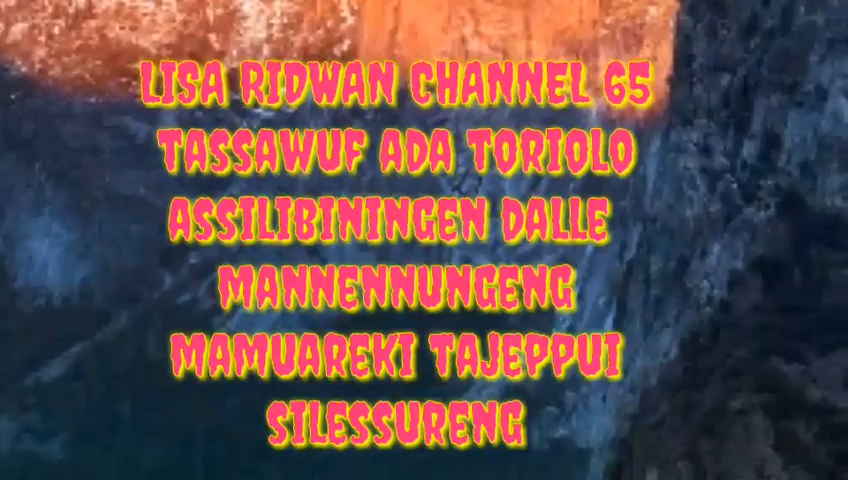 LISA RIDWAN CHANNEL 65
TASSAWUF ADA TORIOLO
ASSILIBININGEN DALLE
MANNENNUNGENG
MAMUAREKI TAJEPPUI
SILESSURENG